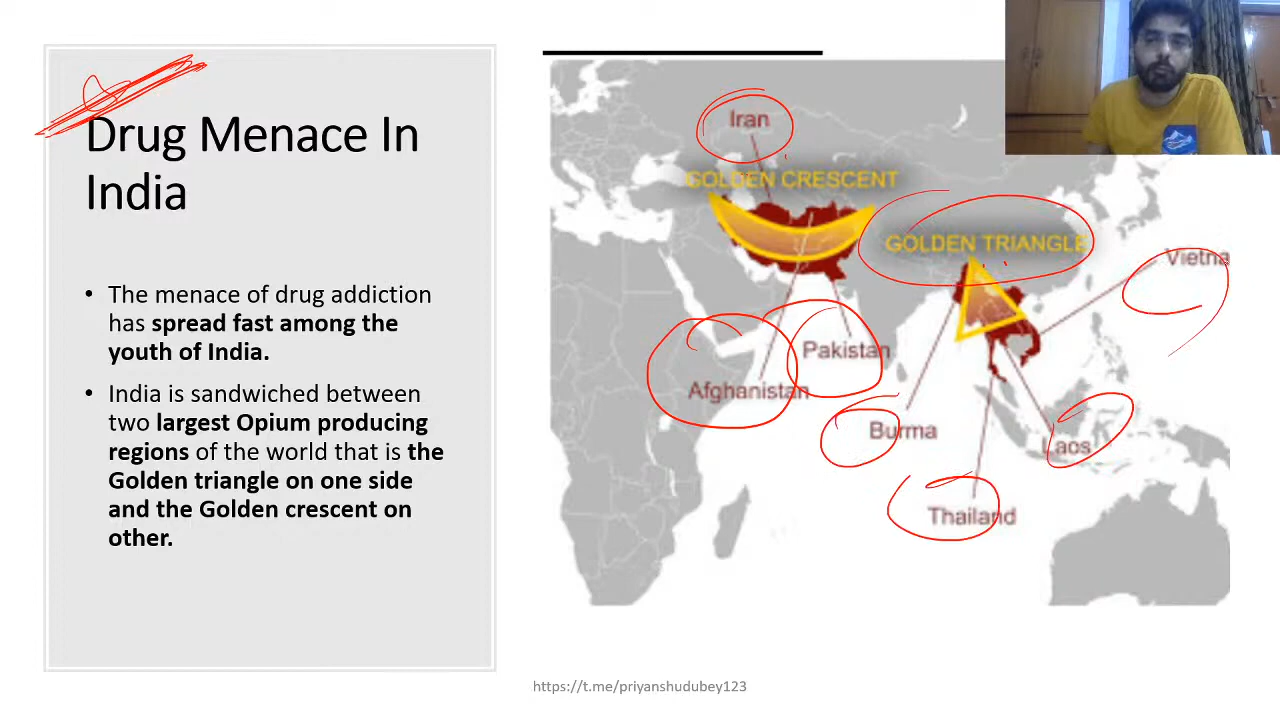 Drug Menace In
India
• The menace of drug addiction
has spread fast among the
youth of India.
• India is sandwiched between
two largest Opium producing
regions of the world that is the
Golden triangle on one side
and the Golden crescent on
other.
Iran
GOLDEN CRESCENT
GOLDEN TRIANGLE
Vietna
Pakistan
Afghanistan
Burma
Laos
Thailand
https://t.me/priyanshudubey123